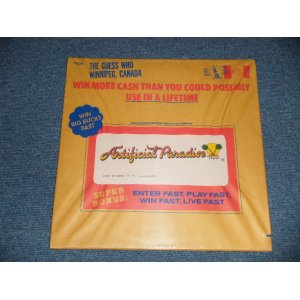 FROM
THE GUESS WHO
WINNIPEG, CANADA
WIN MORE CASH THAN YOU COULD POSSIBLY
USE IN A LIFETIME
WIN
BIG BUCKS
FAST
Artificial Paradise
SUPER
BONUS:
ENTER FAST, PLAY FAST,
WIN FAST, LIVE FAST